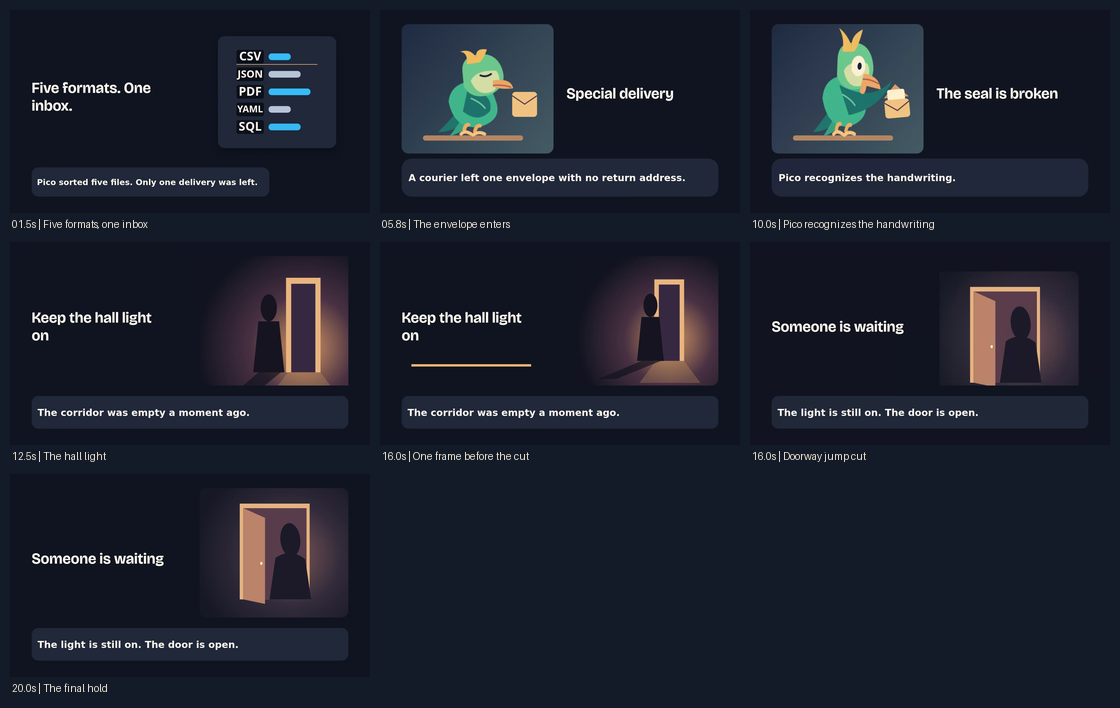 Five formats. One
inbox.
CSV
JSON
PDF
YAML
SQL
Pico sorted five files. Only one delivery was left.
01.5s | Five formats, one inbox
Special delivery
A courier left one envelope with no return address.
05.8s | The envelope enters
The seal is broken
Pico recognizes the handwriting.
10.0s | Pico recognizes the handwriting
Keep the hall light
on
The corridor was empty a moment ago.
12.5s | The hall light
Keep the hall light
on
The corridor was empty a moment ago.
16.0s | One frame before the cut
Someone is waiting
The light is still on. The door is open.
16.0s | Doorway jump cut
Someone is waiting
The light is still on. The door is open.
20.0s | The final hold